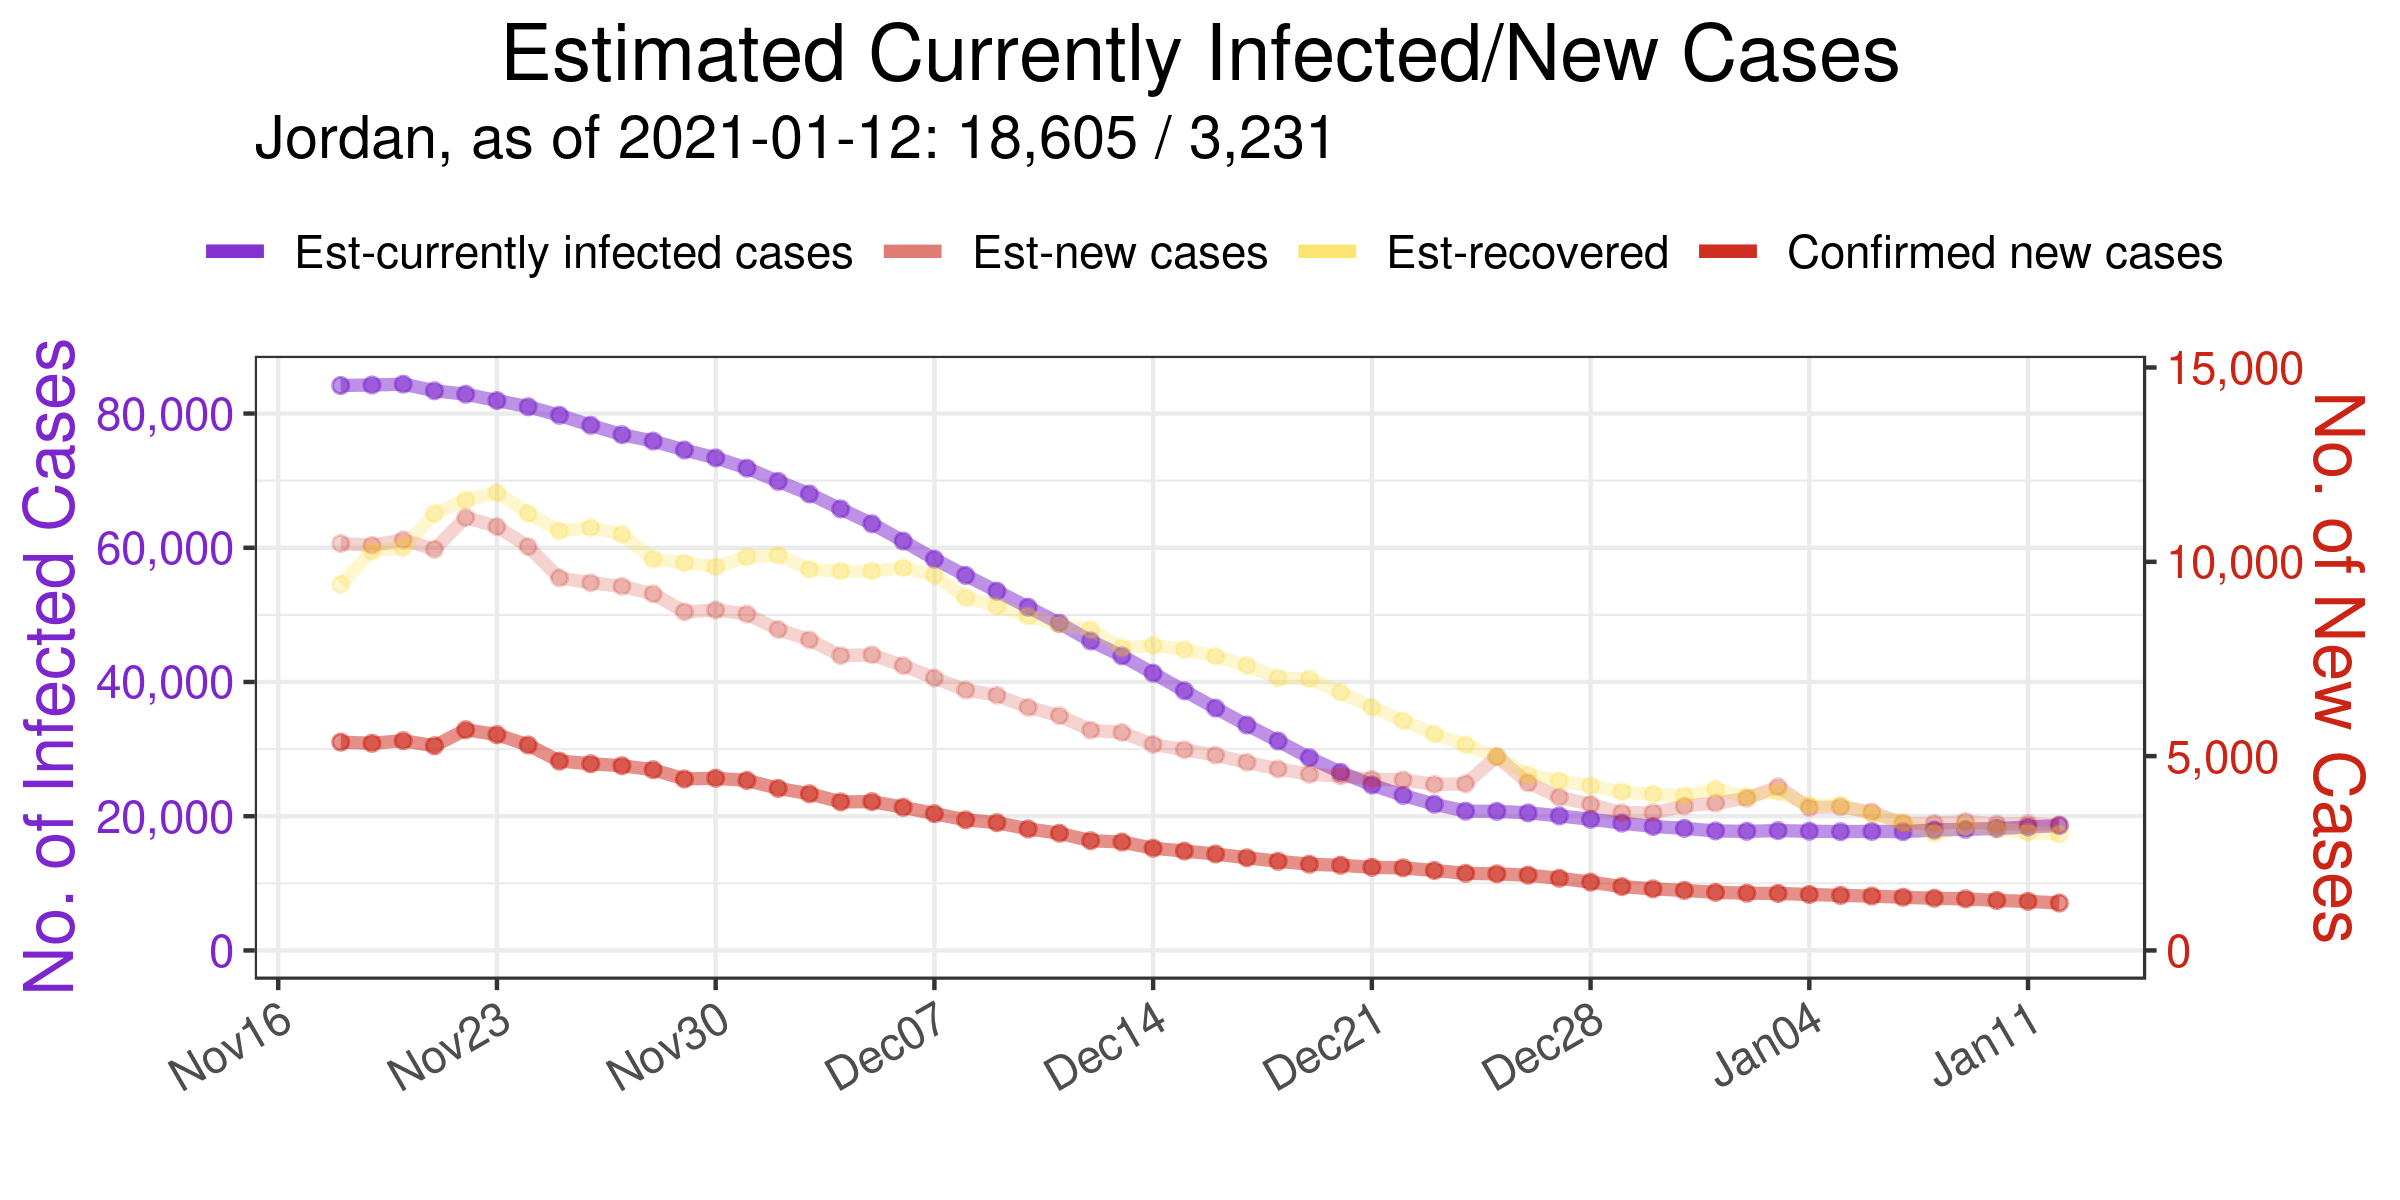 Estimated Currently Infected/New Cases
Jordan, as of 2021-01-12: 18,605 / 3,231
Est-currently infected cases Est-new cases Est-recovered Confirmed new cases
No. of Infected Cases
80,000
60,000
40,000
20,000
0
15,000
10,000
5,000
0
No. of New Cases
Nov16 Nov23 Nov30 Dec07 Dec14 Dec21 Dec28 Jan04 Jan11